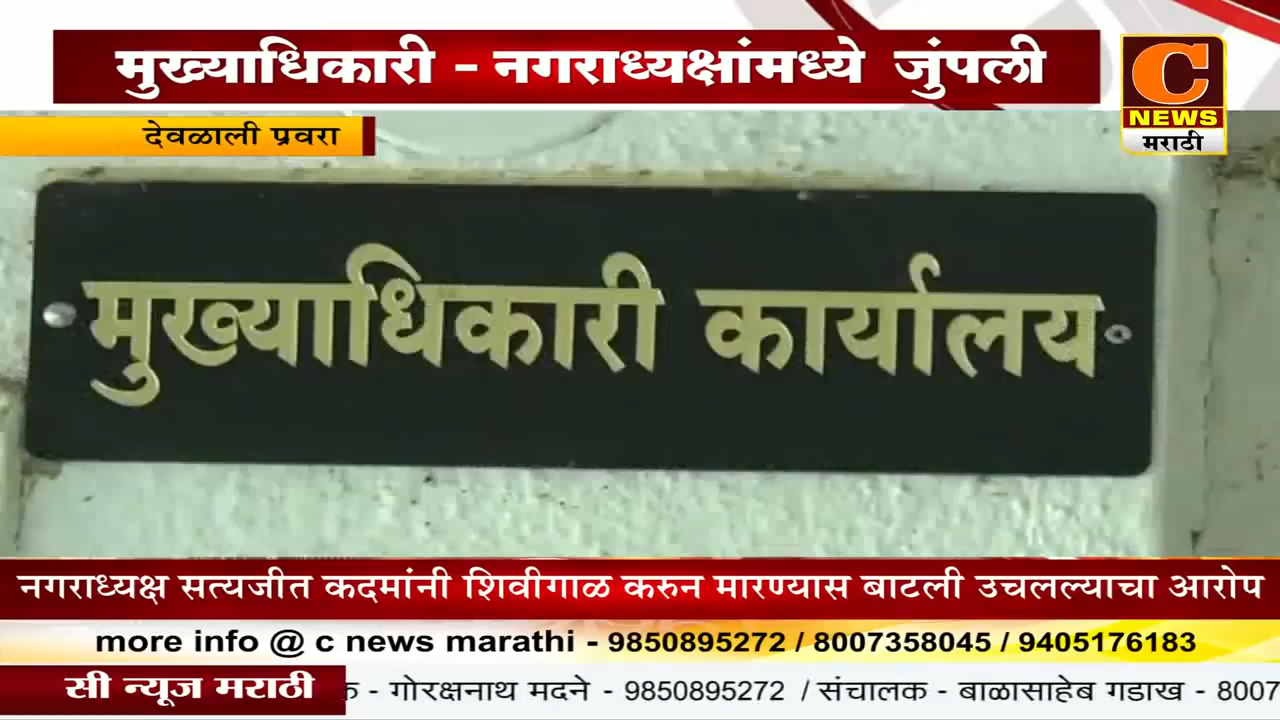 मुख्याधिकारी - नगराध्यक्षांमध्ये जुंपली
C
NEWS
मराठी
देवळाली प्रवरा
मुख्याधिकारी कार्यालय
नगराध्यक्ष सत्यजीत कदमांनी शिवीगाळ करुन मारण्यास बाटली उचलल्याचा आरोप
more info @ c news marathi - 9850895272 / 8007358045 / 9405176183
सी न्यूज मराठी
- गोरक्षनाथ मदने - 9850895272 / संचालक - बाळासाहेब गडाख - 8007